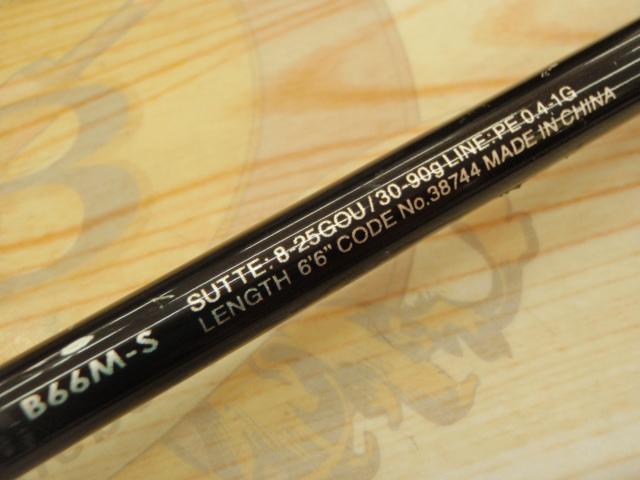 SUTTE: 8-25GOU / 30-90g LINE: PE 0.4-1G
LENGTH 6'6" CODE No.38744 MADE IN CHINA
B66M-S